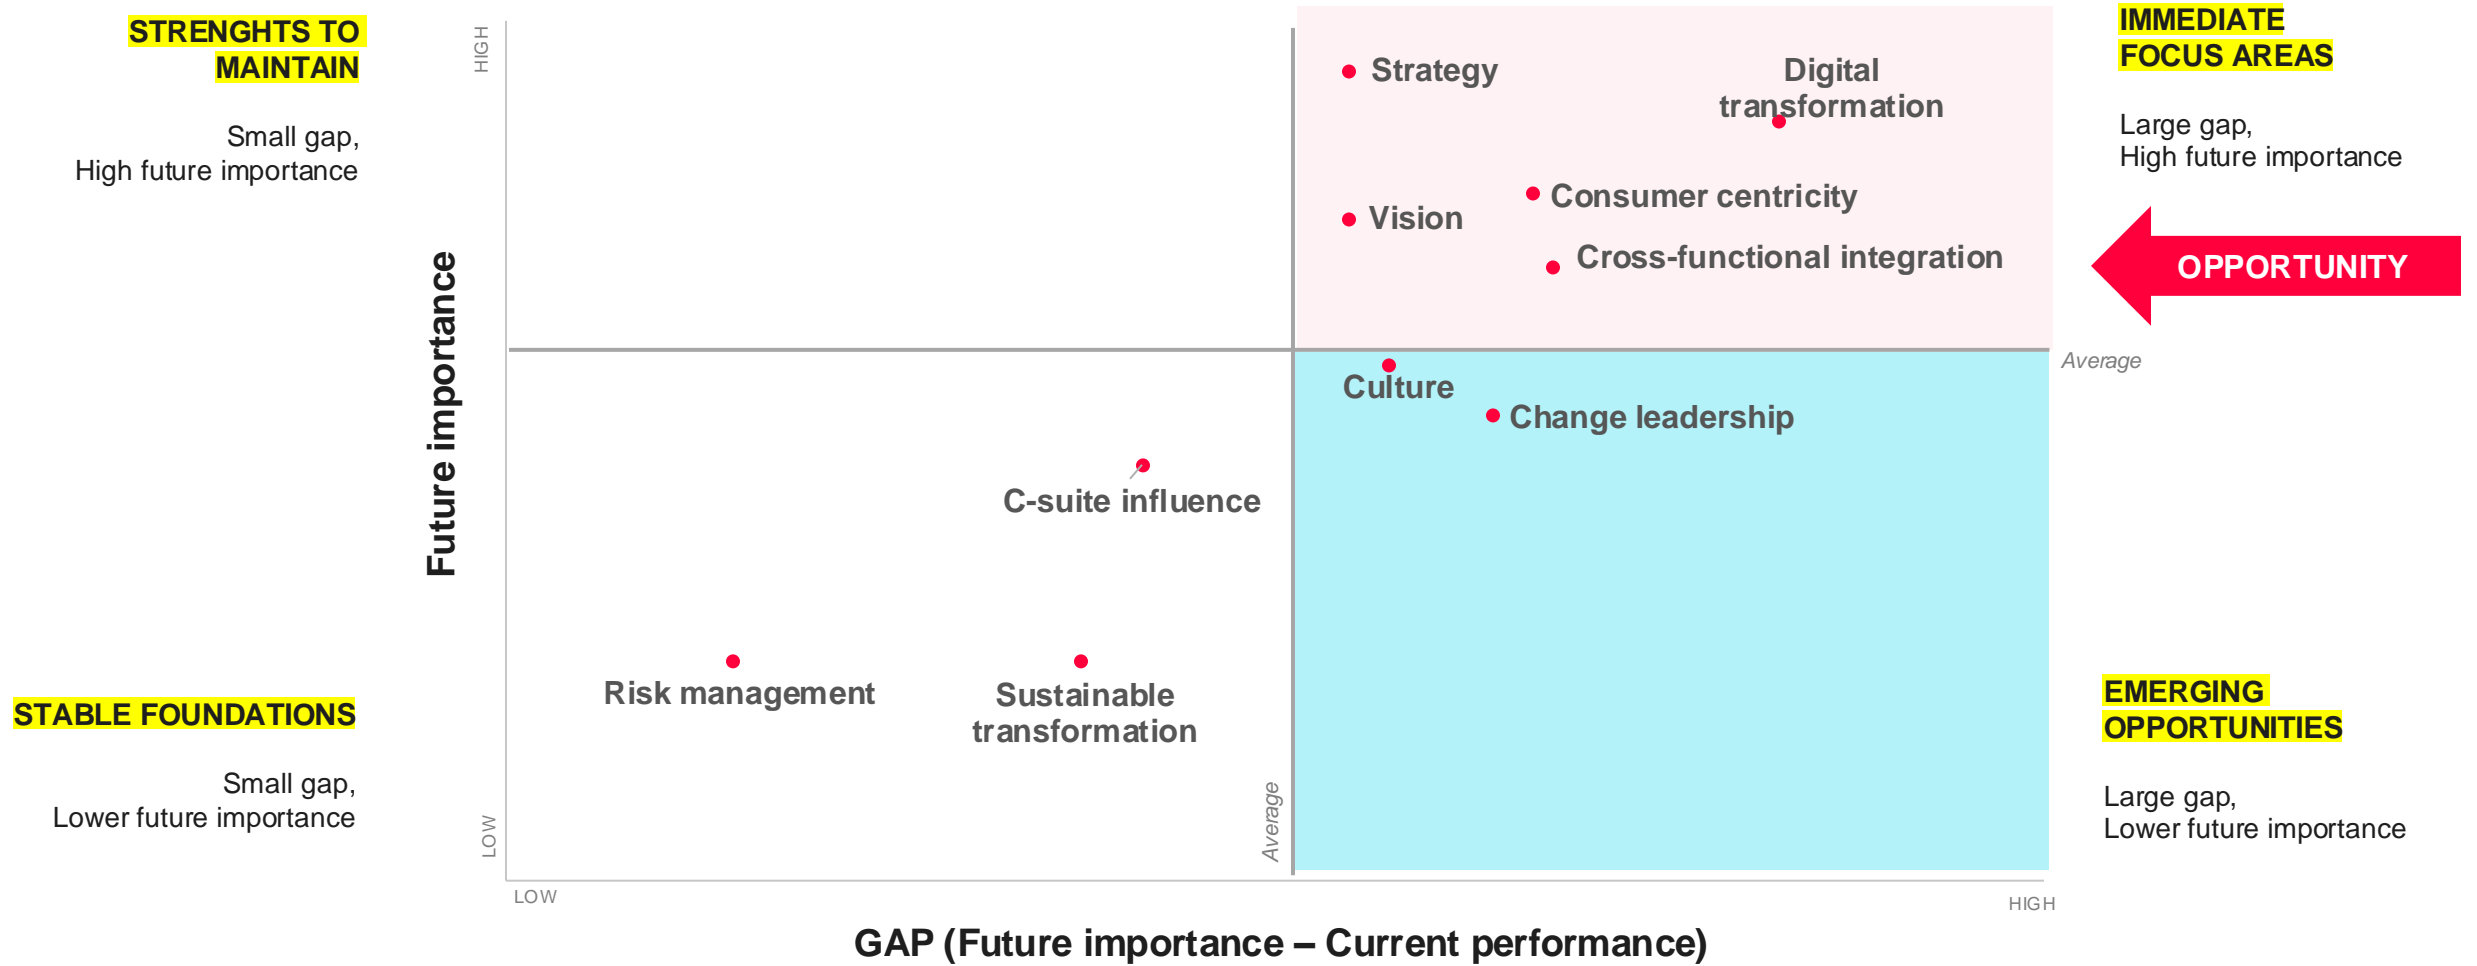 STRENGHTS TO
MAINTAIN
Small gap,
High future importance
HIGH
Strategy
Digital
transformation
Consumer centricity
Vision
Cross-functional integration
IMMEDIATE
FOCUS AREAS
Large gap,
High future importance
OPPORTUNITY
Average
Future importance
Culture
Change leadership
C-suite influence
Risk management
Sustainable
transformation
STABLE FOUNDATIONS
Small gap,
Lower future importance
LOW
Average
EMERGING
OPPORTUNITIES
Large gap,
Lower future importance
LOW
HIGH
GAP (Future importance – Current performance)